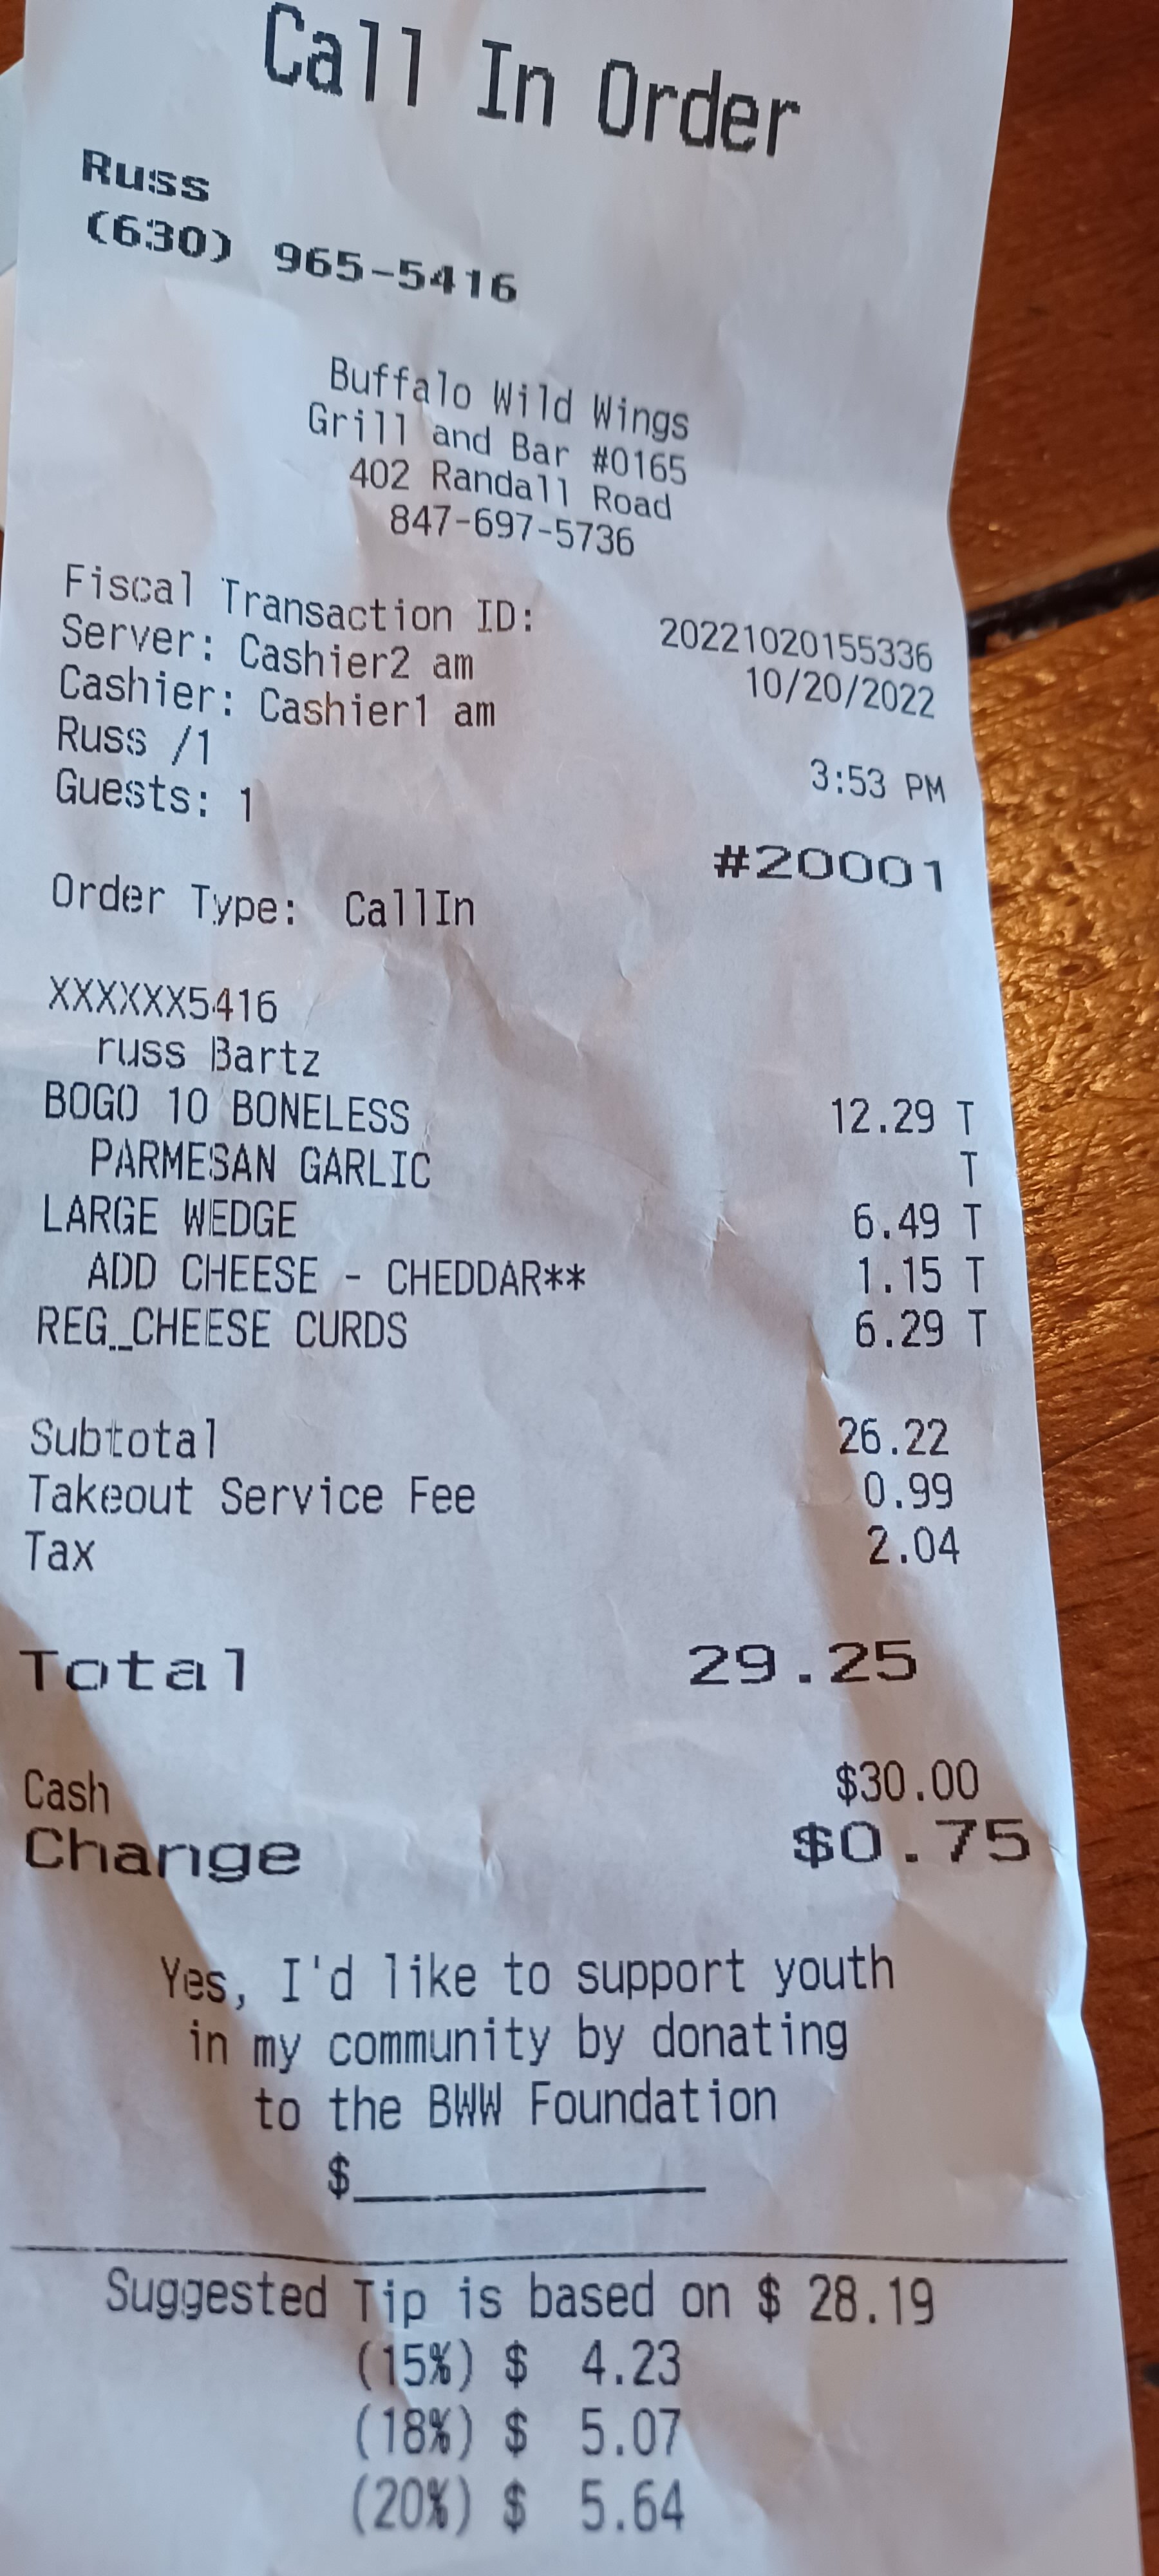 Call In Order
Russ
(630) 965-5416
Buffalo Wild Wings
Grill and Bar #0165
402 Randall Road
847-697-5736
Fiscal Transaction ID:
20221020155336
Server: Cashier2 am 10/20/2022
Cashier: Cashier1 am
Russ /1 3:53 PM
Guests: 1
#20001
Order Type: CallIn
XXXXXX5416
russ Bartz
BOGO 10 BONELESS 12.29 T
PARMESAN GARLIC T
LARGE WEDGE 6.49 T
ADD CHEESE - CHEDDAR** 1.15 T
REG_CHEESE CURDS 6.29 T
Subtotal 26.22
Takeout Service Fee 0.99
Tax 2.04
Total 29.25
Cash $30.00
Change $0.75
Yes, I'd like to support youth
in my community by donating
to the BWW Foundation
$____________
Suggested Tip is based on $ 28.19
(15%) $ 4.23
(18%) $ 5.07
(20%) $ 5.64